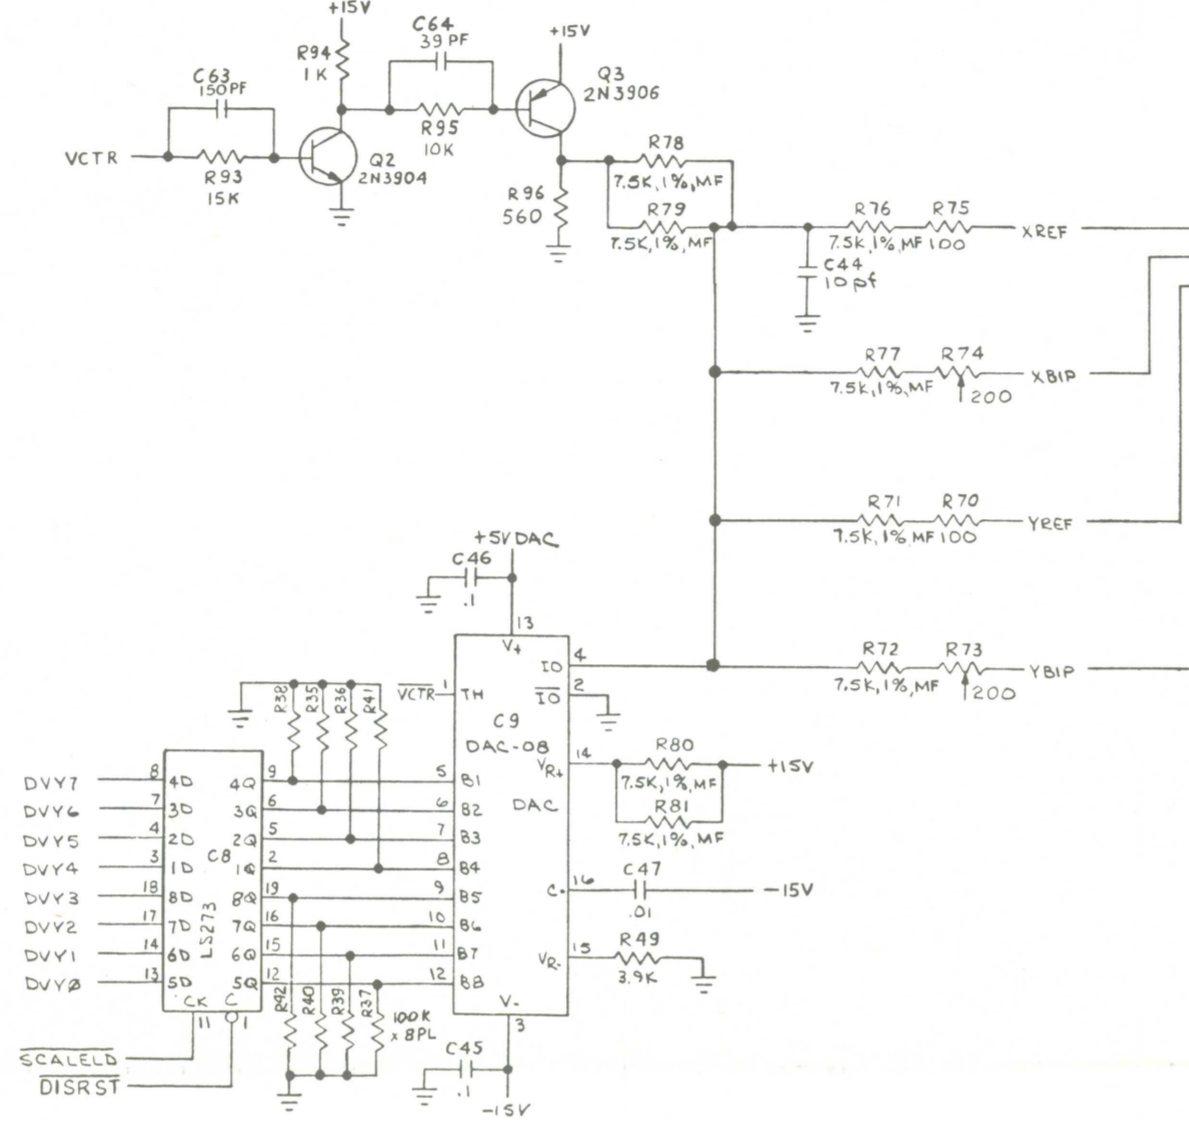 +15V
C64
39 PF
+15V
R94
1K
C63
150PF
Q3
2N3906
R95
10K
VCTR
Q2
2N3904
R93
15K
R78
7.5K,1%,MF
R96
560
R79
7.5K,1%,MF
R76
R75
7.5K,1%,MF
100
XREF
C44
10 pf
R77
R74
7.5K,1%,MF
200
XBIP
R71
R70
7.5K,1%,MF
100
YREF
+5V DAC
C46
.1
13
V+
IO
4
R72
R73
7.5K,1%,MF
200
YBIP
VCTR
1
TH
IO
2
R38
R35
R36
R41
C9
DAC-08
DAC
VR+
14
R80
7.5K,1%,MF
+15V
R81
7.5K,1%,MF
DVY7
8
4D
4Q
9
5
B1
DVY6
7
3D
3Q
6
6
B2
DVY5
4
2D
2Q
5
7
B3
DVY4
3
1D
C8
1Q
2
8
B4
DVY3
18
8D
8Q
19
9
B5
C.
16
C47
.01
-15V
DVY2
17
7D
LS273
7Q
16
10
B6
DVY1
14
6D
6Q
15
11
B7
VR-
15
R49
3.9K
DVY0
13
5D
5Q
12
12
B8
CK
C
11
1
R42
R40
R39
R37
100K
x 8PL
V-
3
SCALELD
DISRST
C45
.1
-15V